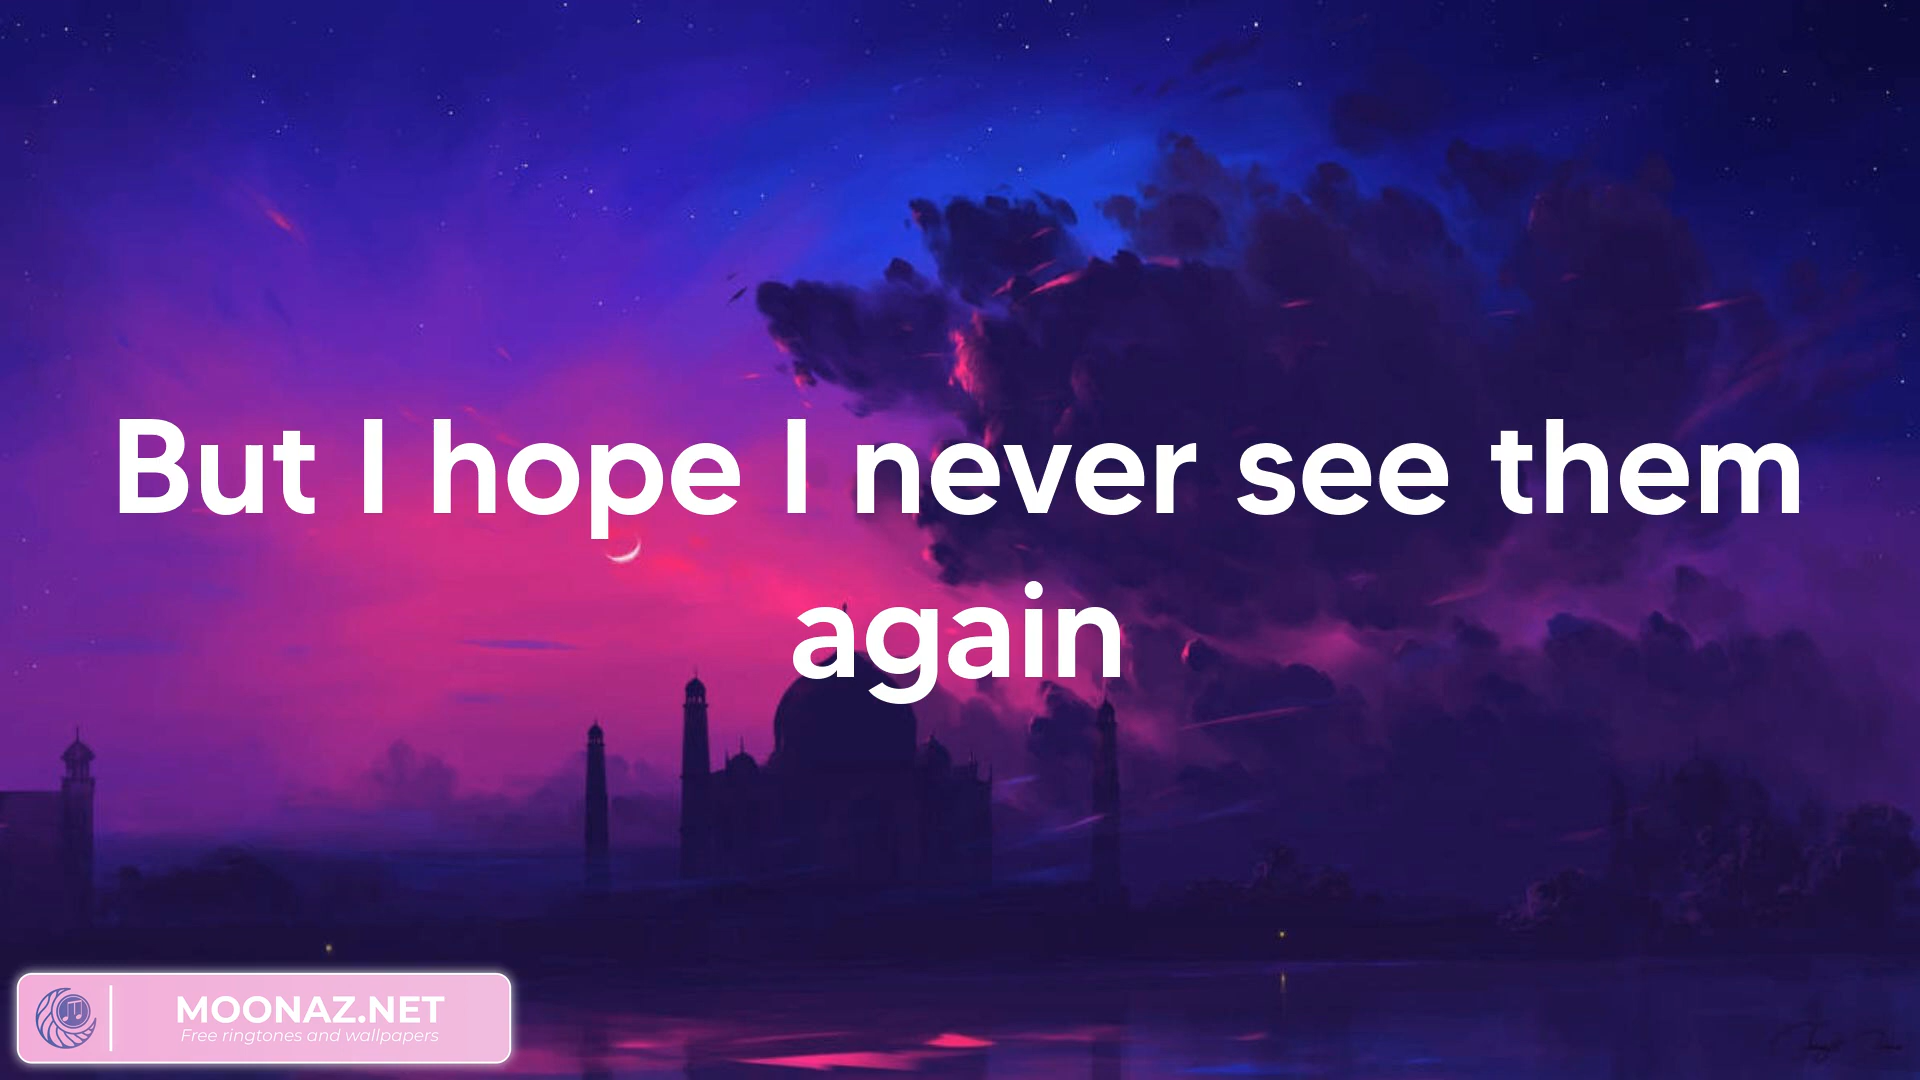 But I hope I never see them
again
MOONAZ.NET
Free ringtones and wallpapers